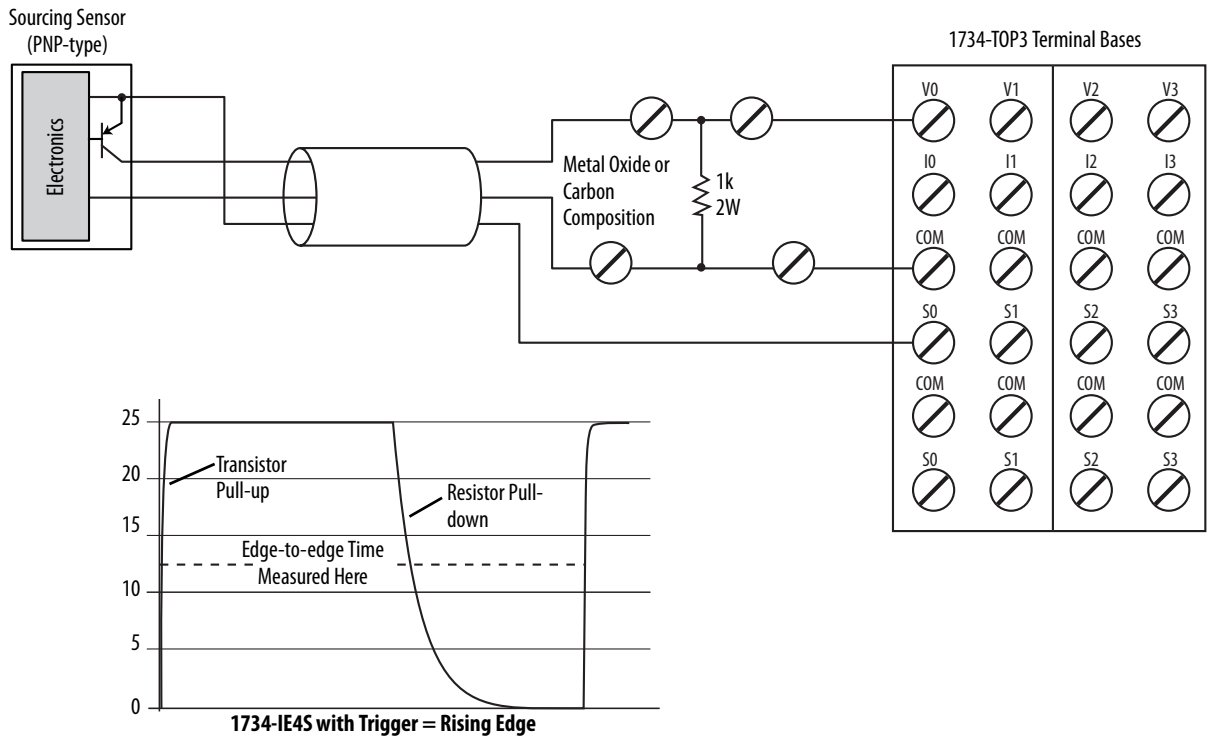 Sourcing Sensor
(PNP-type)
Electronics
Metal Oxide or
Carbon
Composition
1k
2W
1734-TOP3 Terminal Bases
V0 V1 V2 V3
I0 I1 I2 I3
COM COM COM COM
S0 S1 S2 S3
COM COM COM COM
S0 S1 S2 S3
25
20
15
10
5
0
Transistor
Pull-up
Resistor Pull-
down
Edge-to-edge Time
Measured Here
1734-IE4S with Trigger = Rising Edge